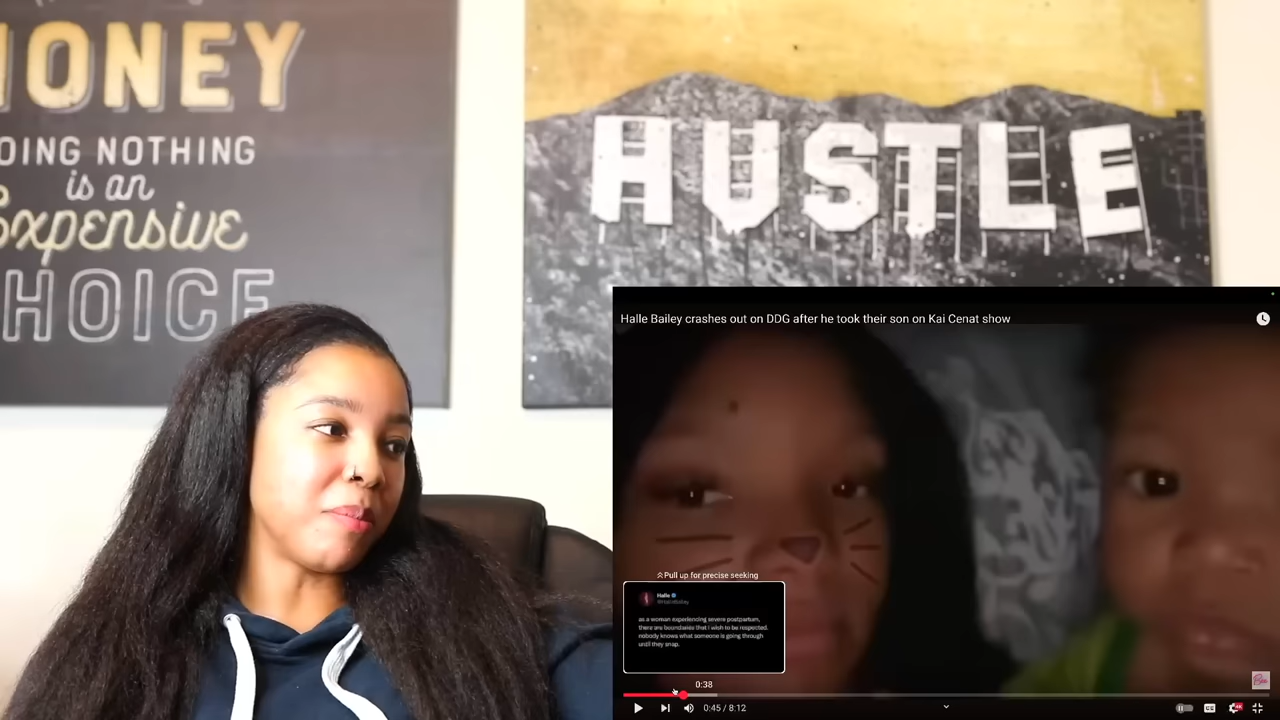 MONEY
DOING NOTHING
is an
Expensive
CHOICE
HUSTLE
Halle Bailey crashes out on DDG after he took their son on Kai Cenat show
Pull up for precise seeking
Halle
as a woman experiencing severe postpartum,
there are boundaries that I wish to be respected.
nobody knows what someone is going through
until they snap.
0:38
0:45 / 8:12
CC